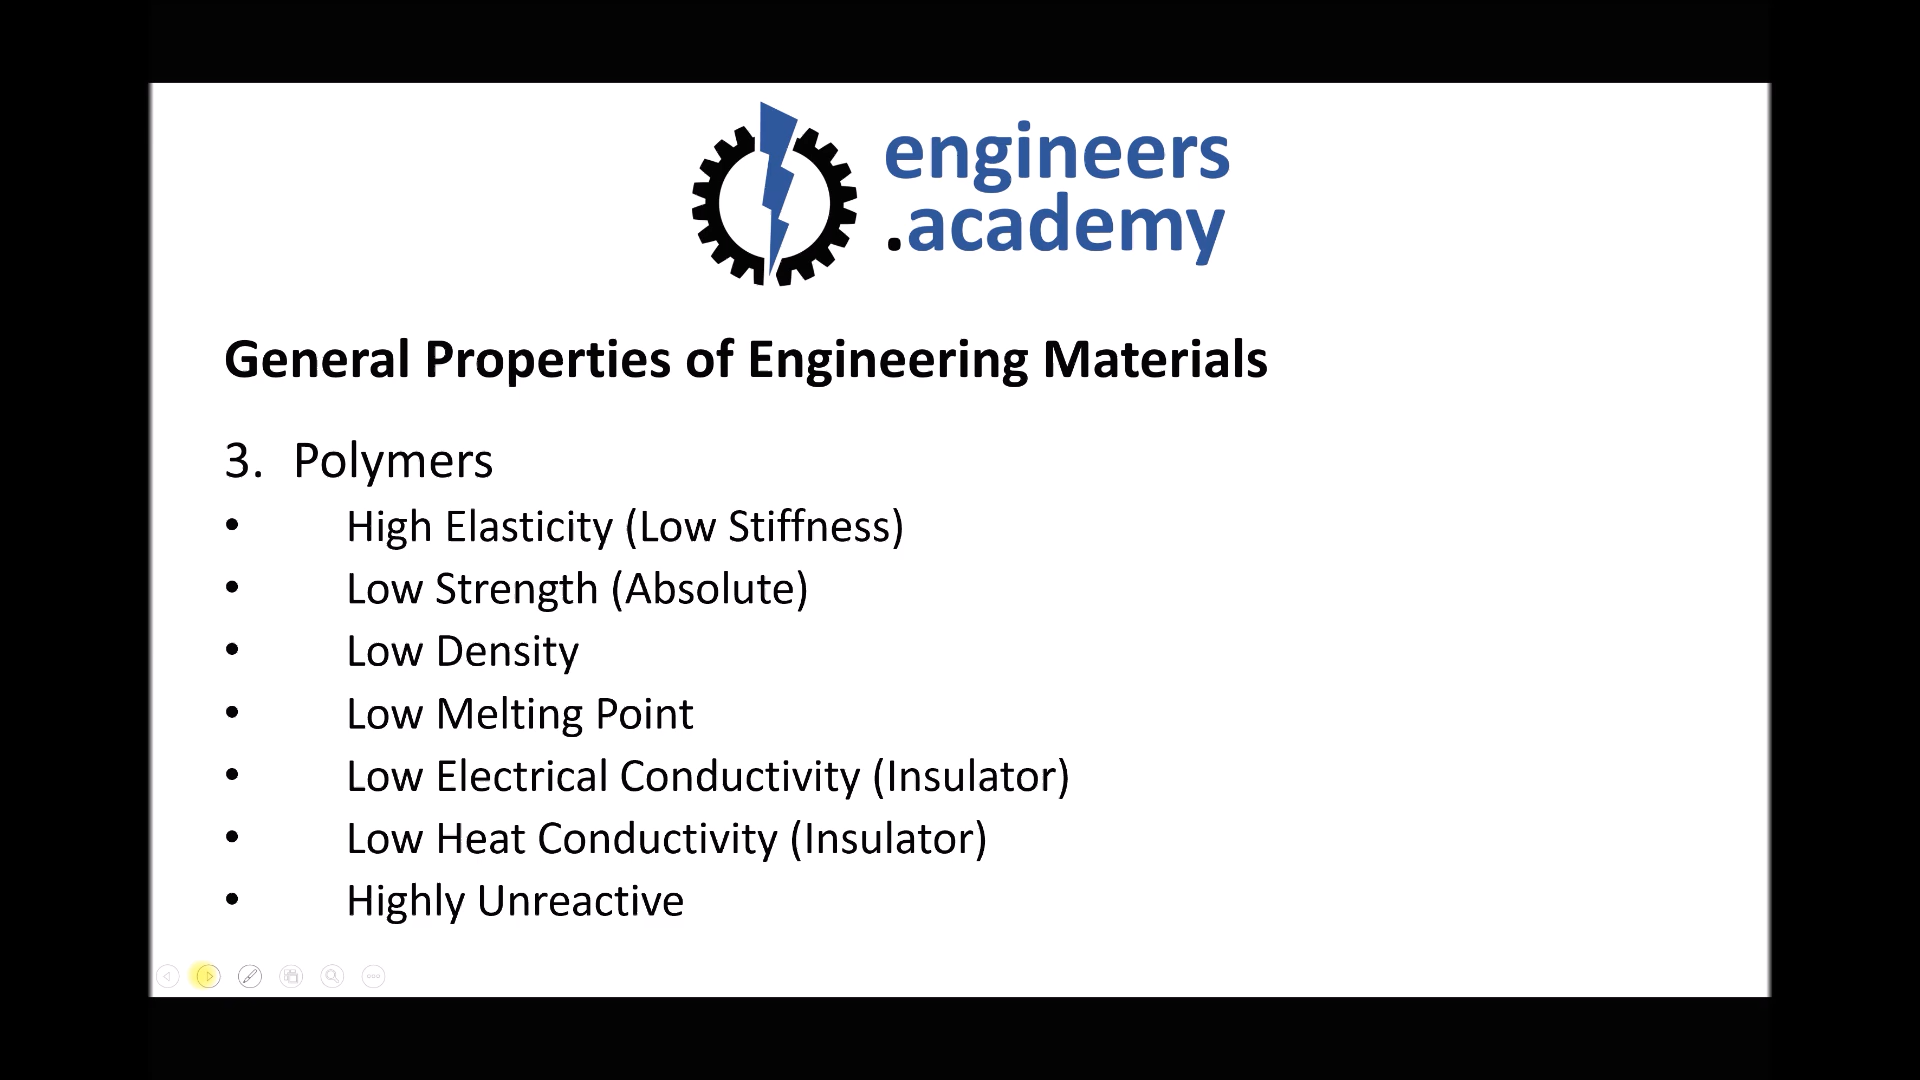 engineers
.academy
General Properties of Engineering Materials
3. Polymers
• High Elasticity (Low Stiffness)
• Low Strength (Absolute)
• Low Density
• Low Melting Point
• Low Electrical Conductivity (Insulator)
• Low Heat Conductivity (Insulator)
• Highly Unreactive